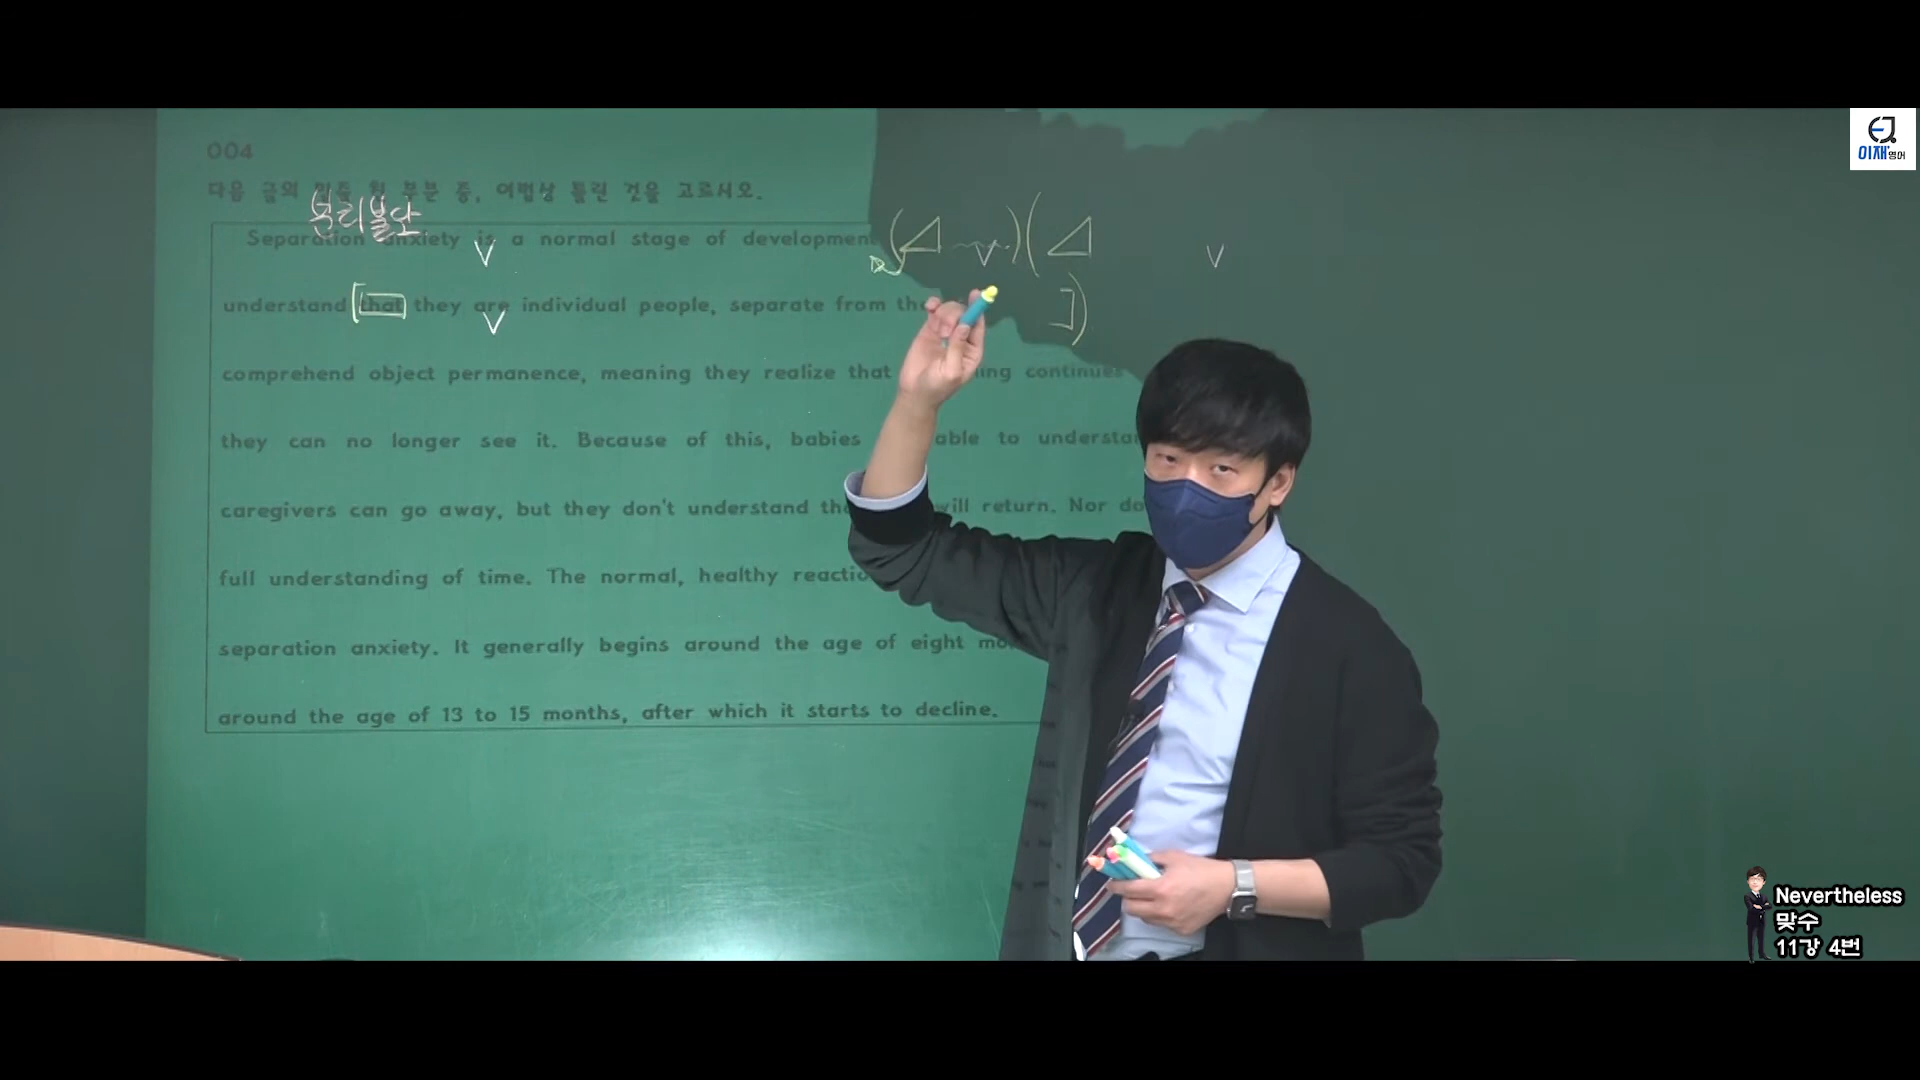 004
다음 글의 밑줄 친 부분 중, 어법상 틀린 것을 고르시오.
분리불안
Separation anxiety is a normal stage of development
understand that they are individual people, separate from
comprehend object permanence, meaning they realize that continues
they can no longer see it. Because of this, babies able to
caregivers can go away, but they don't understand will return. Nor do
full understanding of time. The normal, healthy
separation anxiety. It generally begins around the age of eight
around the age of 13 to 15 months, after which it starts to decline.
EJ
이재영어
Nevertheless
맞수
11강 4번